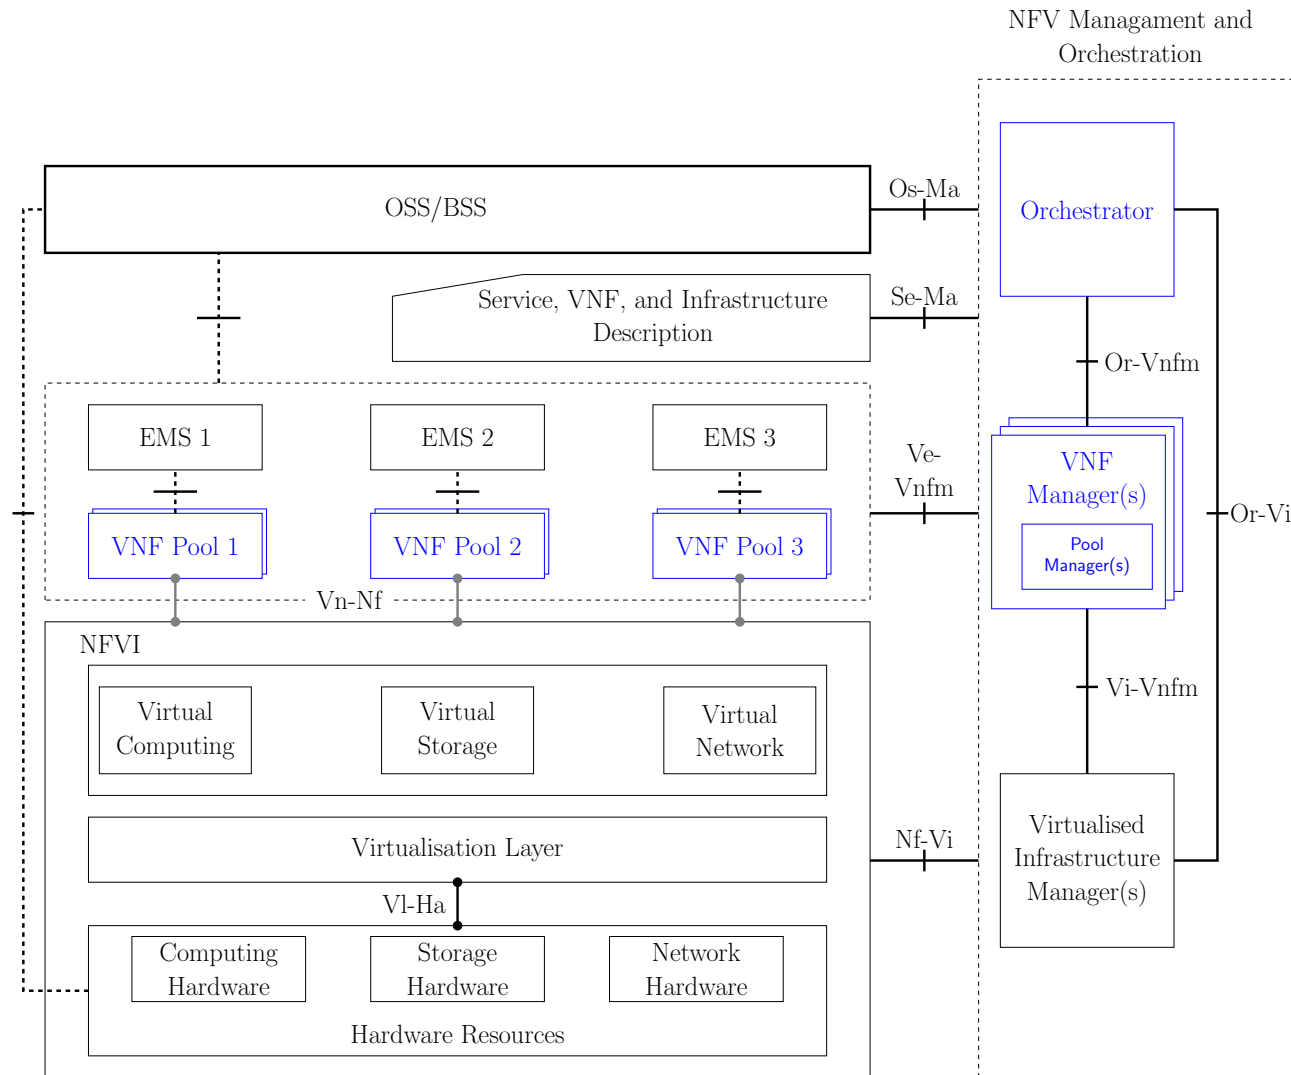 NFV Managament and
Orchestration
OSS/BSS
Os-Ma
Orchestrator
Service, VNF, and Infrastructure
Description
Se-Ma
Or-Vnfm
EMS 1
EMS 2
EMS 3
Ve-
Vnfm
VNF
Manager(s)
Pool
Manager(s)
Or-Vi
VNF Pool 1
VNF Pool 2
VNF Pool 3
Vn-Nf
NFVI
Virtual
Computing
Virtual
Storage
Virtual
Network
Vi-Vnfm
Virtualisation Layer
Nf-Vi
Virtualised
Infrastructure
Manager(s)
Vl-Ha
Computing
Hardware
Storage
Hardware
Network
Hardware
Hardware Resources